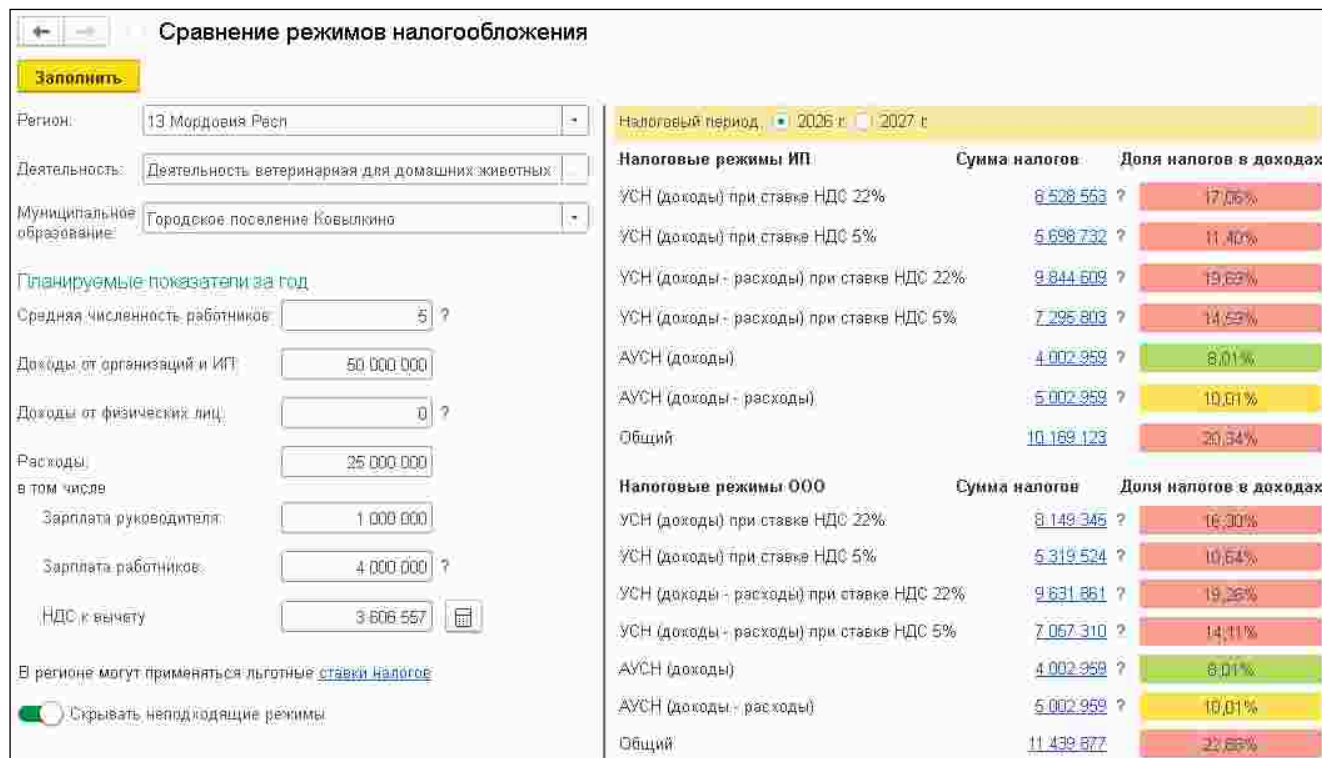 Сравнение режимов налогообложения
Заполнить
Регион: 13 Мордовия Респ
Деятельность: Деятельность ветеринарная для домашних животных ...
Муниципальное образование: Городское поселение Ковылкино
Планируемые показатели за год
Средняя численность работников: 5 ?
Доходы от организаций и ИП: 50 000 000
Доходы от физических лиц: 0 ?
Расходы: 25 000 000
в том числе
Зарплата руководителя: 1 000 000
Зарплата работников: 4 000 000 ?
НДС к вычету 3 606 557
В регионе могут применяться льготные ставки налогов
Скрывать неподходящие режимы
Налоговый период: 2026 г. 2027 г.
Налоговые режимы ИП Сумма налогов Доля налогов в доходах
УСН (доходы) при ставке НДС 22% 8 528 553 ? 17,06%
УСН (доходы) при ставке НДС 5% 5 698 732 ? 11,40%
УСН (доходы - расходы) при ставке НДС 22% 9 844 609 ? 19,69%
УСН (доходы - расходы) при ставке НДС 5% 7 295 803 ? 14,59%
АУСН (доходы) 4 002 959 ? 8,01%
АУСН (доходы - расходы) 5 002 959 ? 10,01%
Общий 10 169 123 20,34%
Налоговые режимы ООО Сумма налогов Доля налогов в доходах
УСН (доходы) при ставке НДС 22% 8 149 345 ? 16,30%
УСН (доходы) при ставке НДС 5% 5 319 524 ? 10,64%
УСН (доходы - расходы) при ставке НДС 22% 9 631 861 ? 19,26%
УСН (доходы - расходы) при ставке НДС 5% 7 057 310 ? 14,11%
АУСН (доходы) 4 002 959 ? 8,01%
АУСН (доходы - расходы) 5 002 959 ? 10,01%
Общий 11 439 877 22,88%